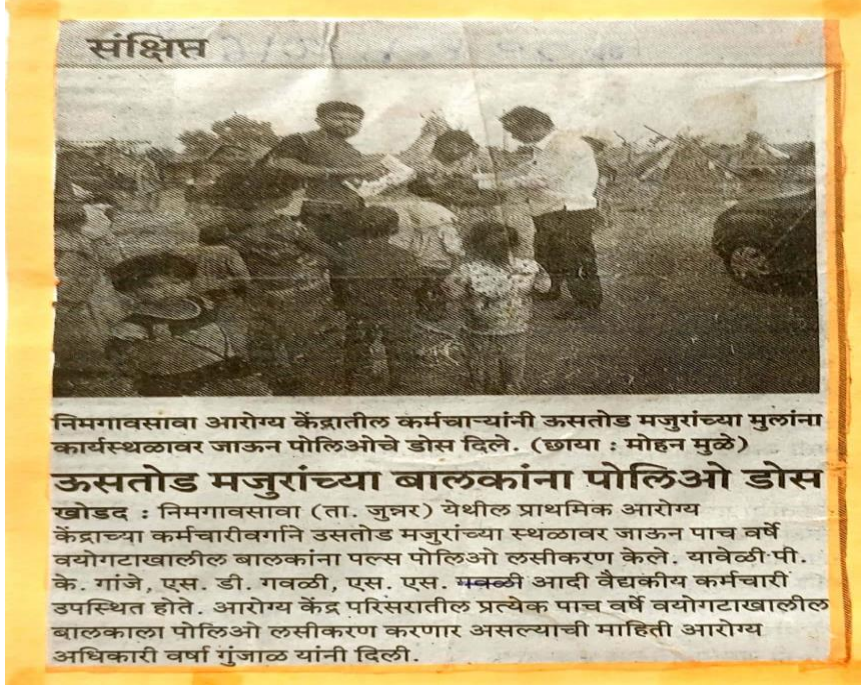 संक्षिप्त
निमगावसावा आरोग्य केंद्रातील कर्मचाऱ्यांनी ऊसतोड मजुरांच्या मुलांना
कार्यस्थळावर जाऊन पोलिओचे डोस दिले. (छाया : मोहन मुळे)
ऊसतोड मजुरांच्या बालकांना पोलिओ डोस
खोडद : निमगावसावा (ता. जुन्नर) येथील प्राथमिक आरोग्य
केंद्राच्या कर्मचारीवर्गाने उसतोड मजुरांच्या स्थळावर जाऊन पाच वर्षे
वयोगटाखालील बालकांना पल्स पोलिओ लसीकरण केले. यावेळी पी.
के. गांजे, एस. डी. गवळी, एस. एस. आदी वैद्यकीय कर्मचारी
उपस्थित होते. आरोग्य केंद्र परिसरातील प्रत्येक पाच वर्षे वयोगटाखालील
बालकाला पोलिओ लसीकरण करणार असल्याची माहिती आरोग्य
अधिकारी वर्षा गुंजाळ यांनी दिली.